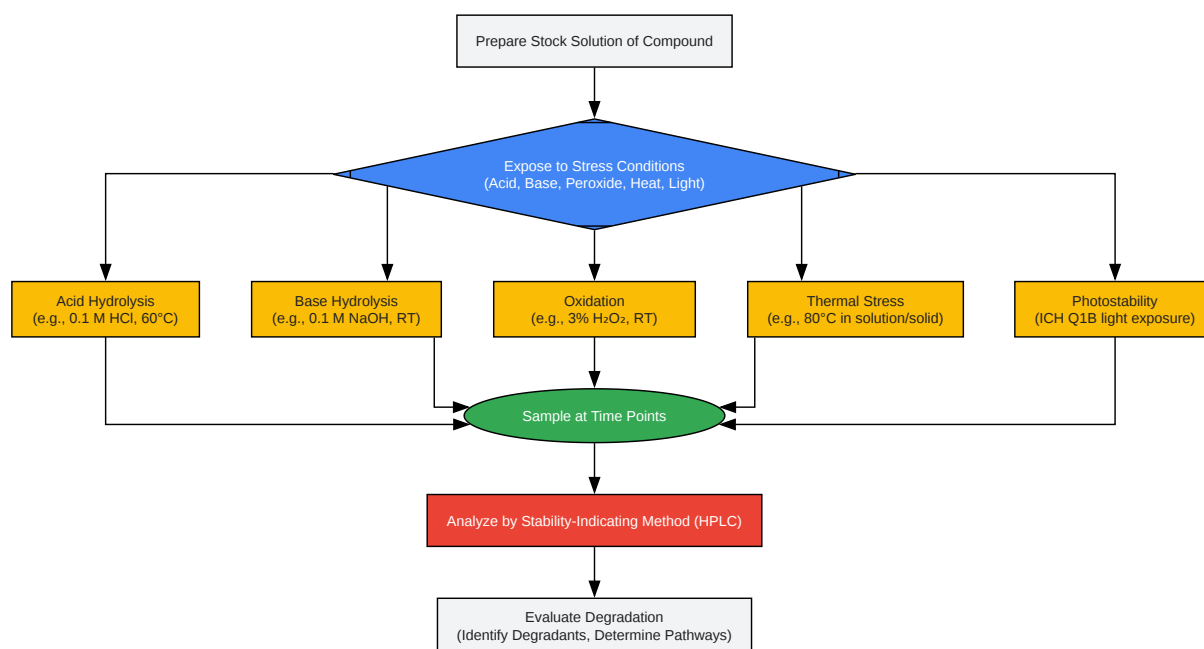 Prepare Stock Solution of Compound
Expose to Stress Conditions
(Acid, Base, Peroxide, Heat, Light)
Acid Hydrolysis
(e.g., 0.1 M HCl, 60°C)
Base Hydrolysis
(e.g., 0.1 M NaOH, RT)
Oxidation
(e.g., 3% H₂O₂, RT)
Thermal Stress
(e.g., 80°C in solution/solid)
Photostability
(ICH Q1B light exposure)
Sample at Time Points
Analyze by Stability-Indicating Method (HPLC)
Evaluate Degradation
(Identify Degradants, Determine Pathways)